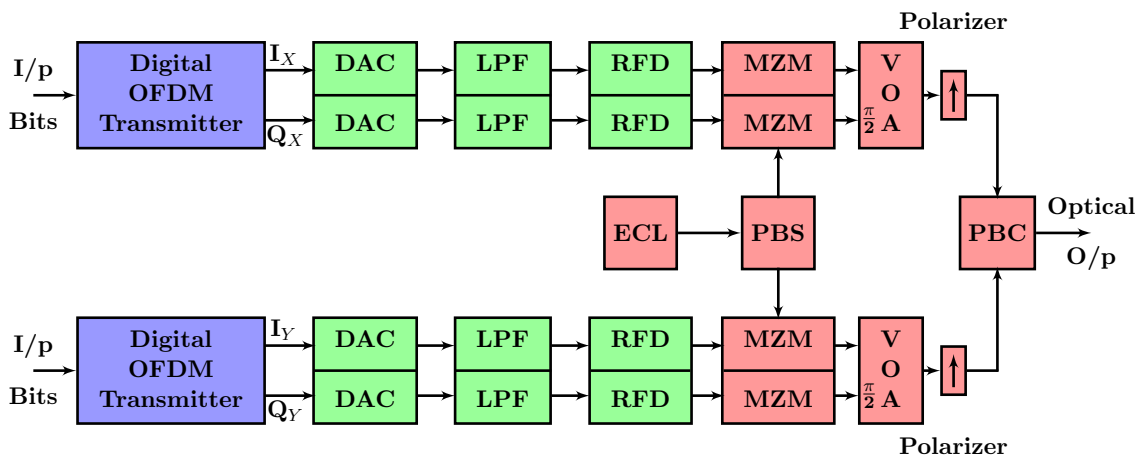 Polarizer
I/p
Bits
Digital
OFDM
Transmitter
I_X
Q_X
DAC LPF RFD MZM
DAC LPF RFD MZM
V
O
π/2 A
ECL PBS PBC
Optical
O/p
I/p
Bits
Digital
OFDM
Transmitter
I_Y
Q_Y
DAC LPF RFD MZM
DAC LPF RFD MZM
V
O
π/2 A
Polarizer